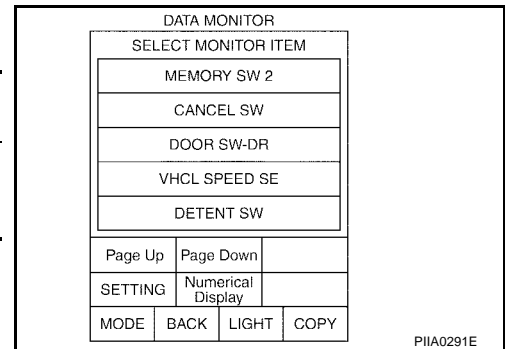 DATA MONITOR
SELECT MONITOR ITEM
MEMORY SW 2
CANCEL SW
DOOR SW-DR
VHCL SPEED SE
DETENT SW
Page Up Page Down
SETTING Numerical
Display
MODE BACK LIGHT COPY
PIIA0291E